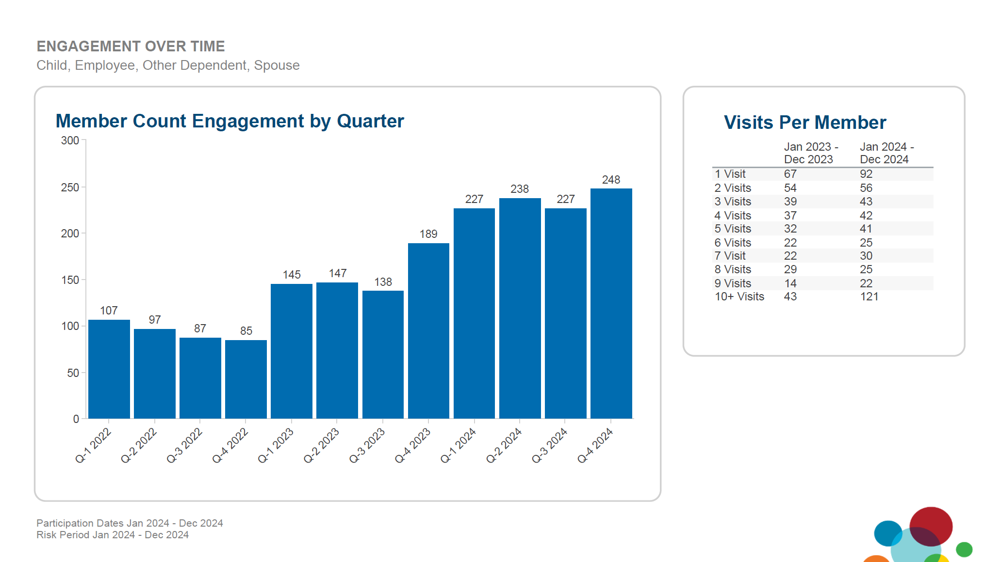 ENGAGEMENT OVER TIME
Child, Employee, Other Dependent, Spouse
Member Count Engagement by Quarter
300
250
200
150
100
50
0
107
97
87
85
145
147
138
189
227
238
227
248
Q-1 2022
Q-2 2022
Q-3 2022
Q-4 2022
Q-1 2023
Q-2 2023
Q-3 2023
Q-4 2023
Q-1 2024
Q-2 2024
Q-3 2024
Q-4 2024
Visits Per Member
Jan 2023 - Jan 2024 -
Dec 2023 Dec 2024
1 Visit 67 92
2 Visits 54 56
3 Visits 39 43
4 Visits 37 42
5 Visits 32 41
6 Visits 22 25
7 Visit 22 30
8 Visits 29 25
9 Visits 14 22
10+ Visits 43 121
Participation Dates Jan 2024 - Dec 2024
Risk Period Jan 2024 - Dec 2024